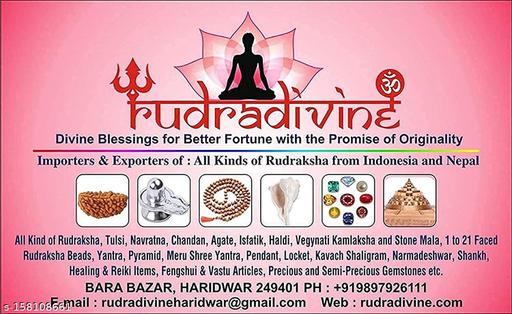 rudradivine ॐ
Divine Blessings for Better Fortune with the Promise of Originality
Importers & Exporters of : All Kinds of Rudraksha from Indonesia and Nepal
All Kind of Rudraksha, Tulsi, Navratna, Chandan, Agate, Isfatik, Haldi, Vegynati Kamlaksha and Stone Mala, 1 to 21 Faced
Rudraksha Beads, Yantra, Pyramid, Meru Shree Yantra, Pendant, Locket, Kavach Shaligram, Narmadeshwar, Shankh,
Healing & Reiki Items, Fengshui & Vastu Articles, Precious and Semi-Precious Gemstones etc.
BARA BAZAR, HARIDWAR 249401 PH : +919897926111
E-mail : rudradivineharidwar@gmail.com Web : rudradivine.com
s-158108661